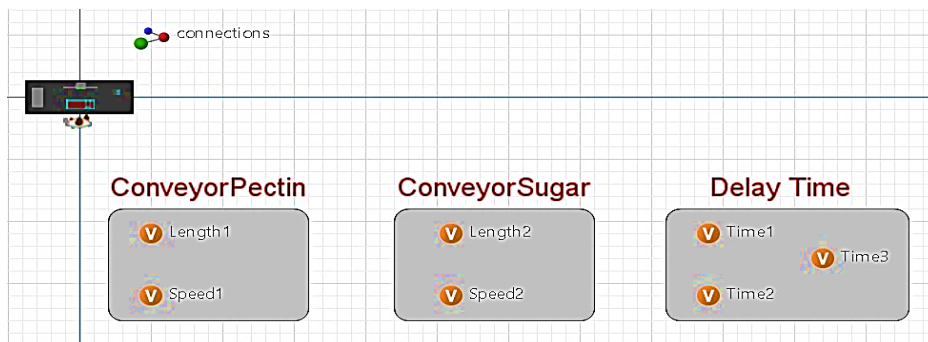 connections
ConveyorPectin
ConveyorSugar
Delay Time
V Length1
V Length2
V Time1
V Time3
V Speed1
V Speed2
V Time2